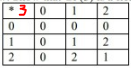 * 3 0 1 2
0 0 0 0
1 0 1 2
2 0 2 1